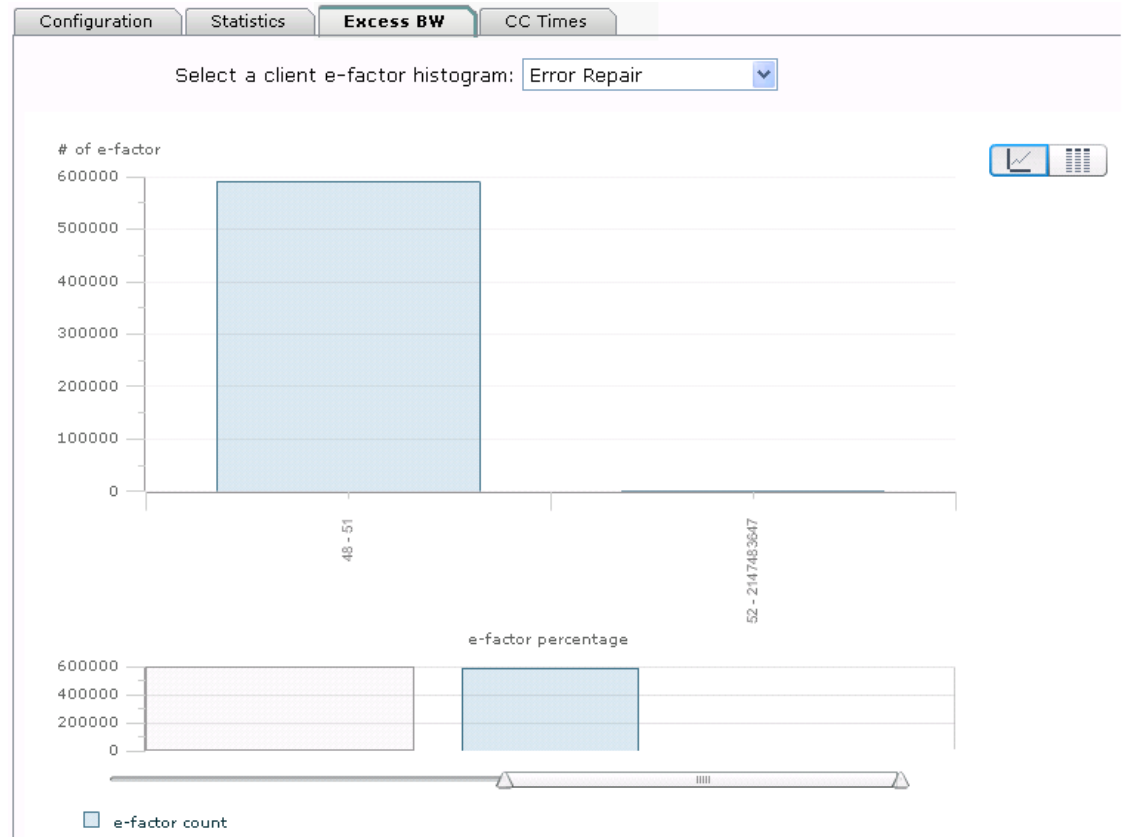 Configuration
Statistics
Excess BW
CC Times
Select a client e-factor histogram: Error Repair
# of e-factor
600000
500000
400000
300000
200000
100000
0
48 - 51
52 - 2147483647
e-factor percentage
600000
400000
200000
0
e-factor count